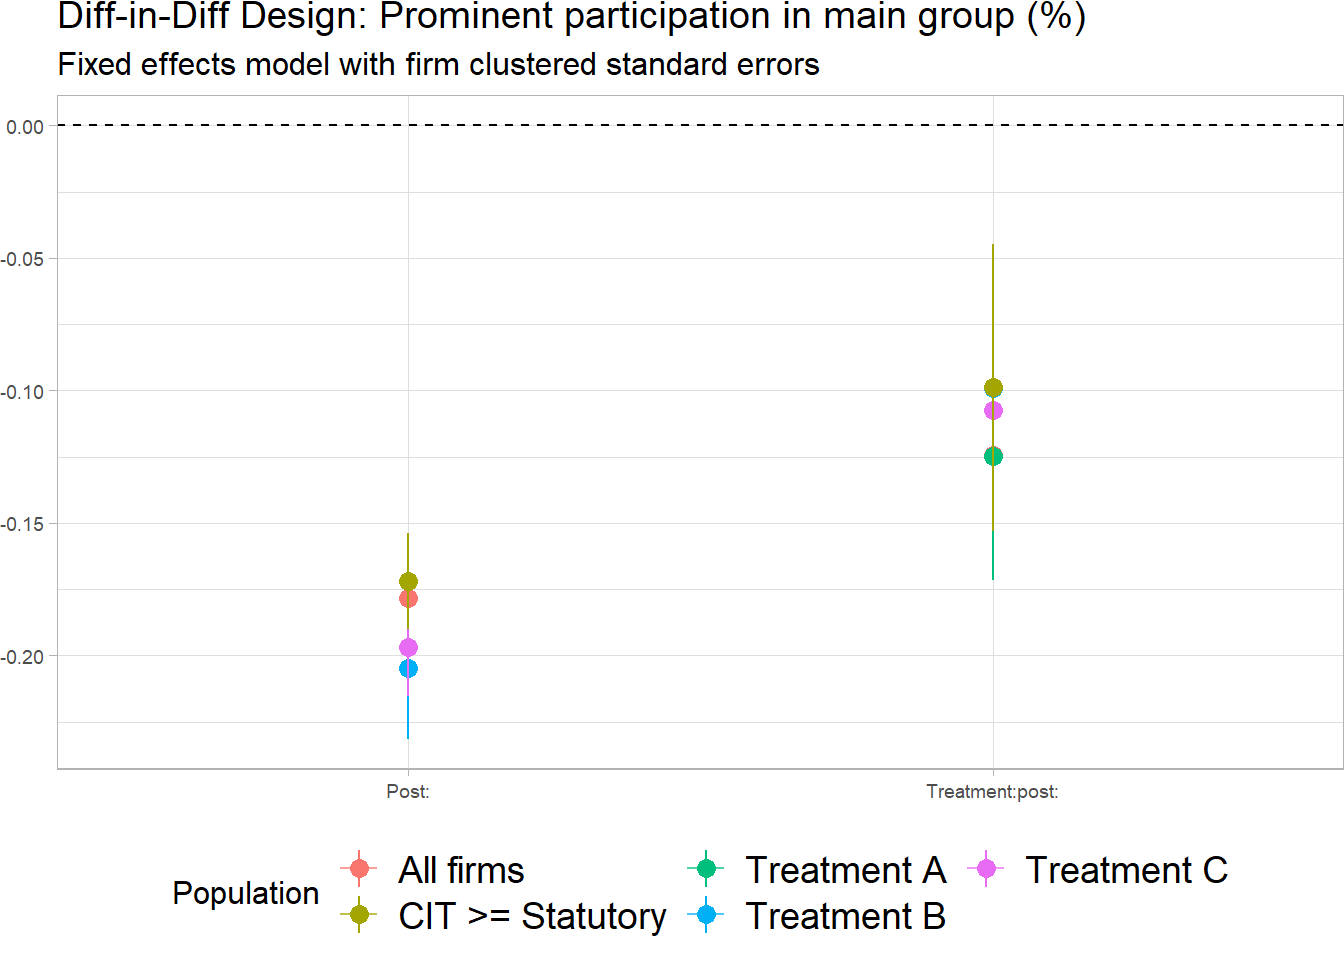 Diff-in-Diff Design: Prominent participation in main group (%)
Fixed effects model with firm clustered standard errors
0.00
-0.05
-0.10
-0.15
-0.20
Post:
Treatment:post:
Population
All firms
CIT >= Statutory
Treatment A
Treatment B
Treatment C